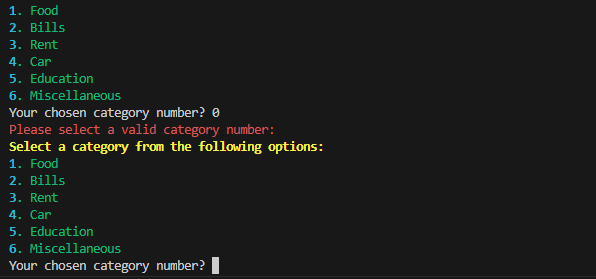 1. Food
2. Bills
3. Rent
4. Car
5. Education
6. Miscellaneous
Your chosen category number? 0
Please select a valid category number:
Select a category from the following options:
1. Food
2. Bills
3. Rent
4. Car
5. Education
6. Miscellaneous
Your chosen category number?